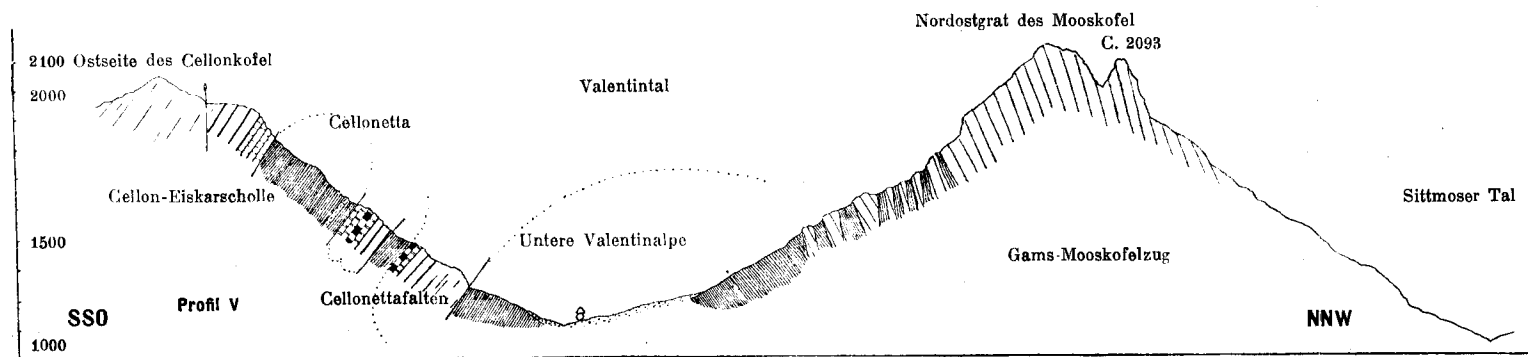 Nordostgrat des Mooskofel
C. 2093
2100 Ostseite des Cellonkofel
2000
Valentintal
Cellonetta
Cellon-Eiskarscholle
Sittmoser Tal
1500
Untere Valentinalpe
Gams-Mooskofelzug
Profil V
Cellonettafalten
SSO
NNW
1000